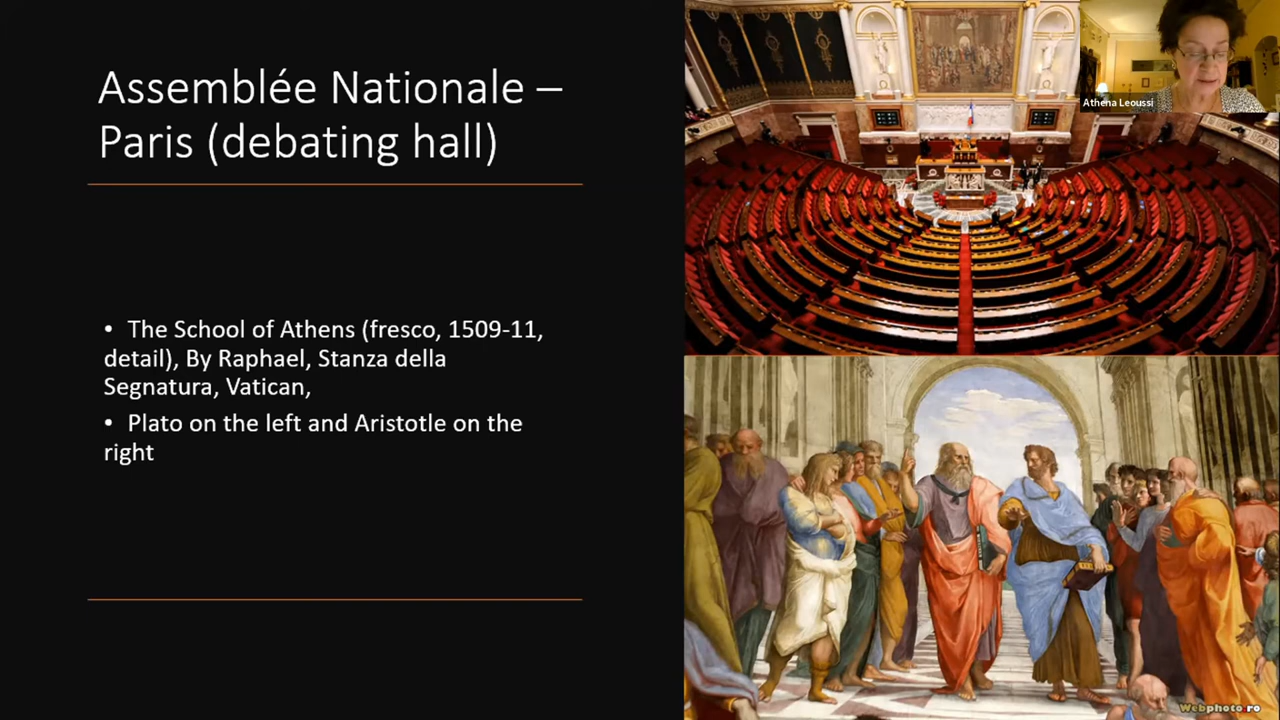 Assemblée Nationale –
Paris (debating hall)
• The School of Athens (fresco, 1509-11,
detail), By Raphael, Stanza della
Segnatura, Vatican,
• Plato on the left and Aristotle on the
right
Athena Leoussi
Webphoto.ro